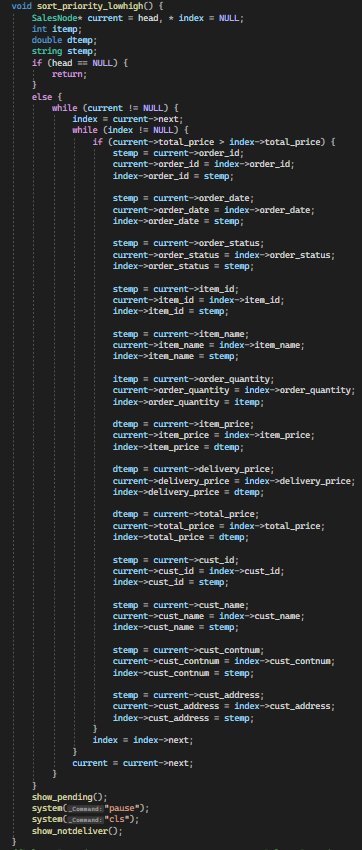 void sort_priority_lowhigh() {
    SalesNode* current = head, * index = NULL;
    int itemp;
    double dtemp;
    string stemp;
    if (head == NULL) {
        return;
    }
    else {
        while (current != NULL) {
            index = current->next;
            while (index != NULL) {
                if (current->total_price > index->total_price) {
                    stemp = current->order_id;
                    current->order_id = index->order_id;
                    index->order_id = stemp;

                    stemp = current->order_date;
                    current->order_date = index->order_date;
                    index->order_date = stemp;

                    stemp = current->order_status;
                    current->order_status = index->order_status;
                    index->order_status = stemp;

                    stemp = current->item_id;
                    current->item_id = index->item_id;
                    index->item_id = stemp;

                    stemp = current->item_name;
                    current->item_name = index->item_name;
                    index->item_name = stemp;

                    itemp = current->order_quantity;
                    current->order_quantity = index->order_quantity;
                    index->order_quantity = itemp;

                    dtemp = current->item_price;
                    current->item_price = index->item_price;
                    index->item_price = dtemp;

                    dtemp = current->delivery_price;
                    current->delivery_price = index->delivery_price;
                    index->delivery_price = dtemp;

                    dtemp = current->total_price;
                    current->total_price = index->total_price;
                    index->total_price = dtemp;

                    stemp = current->cust_id;
                    current->cust_id = index->cust_id;
                    index->cust_id = stemp;

                    stemp = current->cust_name;
                    current->cust_name = index->cust_name;
                    index->cust_name = stemp;

                    stemp = current->cust_contnum;
                    current->cust_contnum = index->cust_contnum;
                    index->cust_contnum = stemp;

                    stemp = current->cust_address;
                    current->cust_address = index->cust_address;
                    index->cust_address = stemp;
                }
                index = index->next;
            }
            current = current->next;
        }
    }
    show_pending();
    system(_Command:"pause");
    system(_Command:"cls");
    show_notdeliver();
}